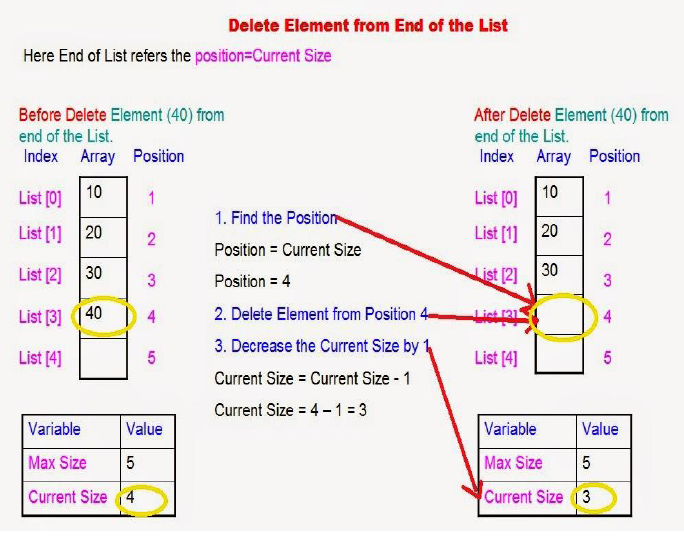 Delete Element from End of the List
Here End of List refers the position=Current Size
Before Delete Element (40) from
end of the List.
Index Array Position
List [0] 10 1
List [1] 20 2
List [2] 30 3
List [3] 40 4
List [4] 5
Variable Value
Max Size 5
Current Size 4
1. Find the Position
Position = Current Size
Position = 4
2. Delete Element from Position 4
3. Decrease the Current Size by 1
Current Size = Current Size - 1
Current Size = 4 – 1 = 3
After Delete Element (40) from
end of the List.
Index Array Position
List [0] 10 1
List [1] 20 2
List [2] 30 3
List [3] 4
List [4] 5
Variable Value
Max Size 5
Current Size 3